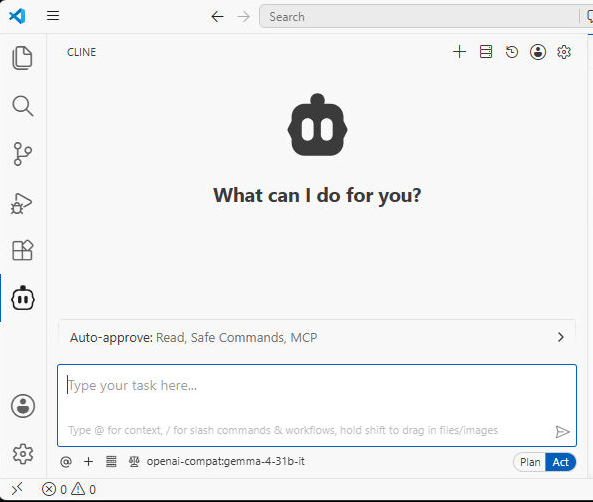 Search
CLINE
What can I do for you?
Auto-approve: Read, Safe Commands, MCP
Type your task here...
Type @ for context, / for slash commands & workflows, hold shift to drag in files/images
@ + openai-compat:gemma-4-31b-it
Plan Act
0 0